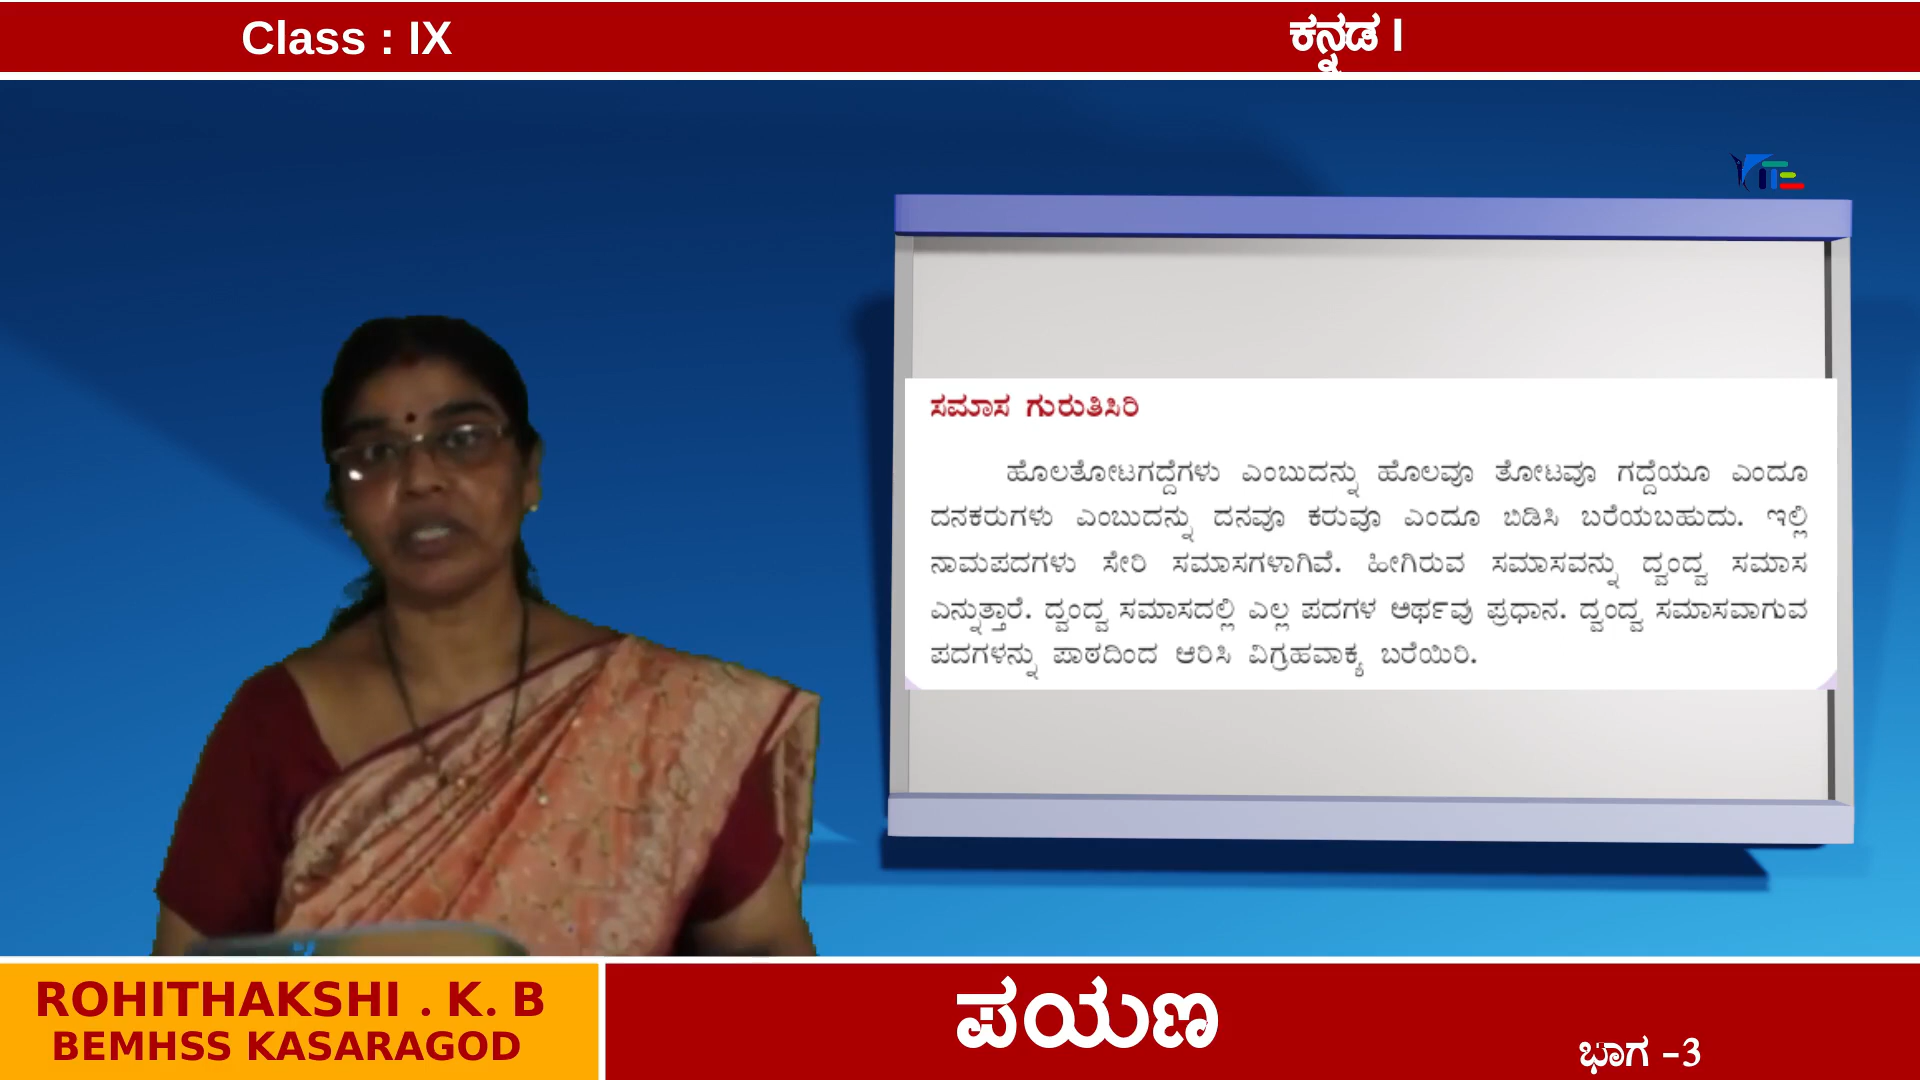 Class : IX
ಕನ್ನಡ I
ಸಮಾಸ ಗುರುತಿಸಿರಿ
ಹೊಲತೋಟಗದ್ದೆಗಳು ಎಂಬುದನ್ನು ಹೊಲವೂ ತೋಟವೂ ಗದ್ದೆಯೂ ಎಂದೂ
ದನಕರುಗಳು ಎಂಬುದನ್ನು ದನವೂ ಕರುವೂ ಎಂದೂ ಬಿಡಿಸಿ ಬರೆಯಬಹುದು. ಇಲ್ಲಿ
ನಾಮಪದಗಳು ಸೇರಿ ಸಮಾಸಗಳಾಗಿವೆ. ಹೀಗಿರುವ ಸಮಾಸವನ್ನು ದ್ವಂದ್ವ ಸಮಾಸ
ಎನ್ನುತ್ತಾರೆ. ದ್ವಂದ್ವ ಸಮಾಸದಲ್ಲಿ ಎಲ್ಲ ಪದಗಳ ಅರ್ಥವು ಪ್ರಧಾನ. ದ್ವಂದ್ವ ಸಮಾಸವಾಗುವ
ಪದಗಳನ್ನು ಪಾಠದಿಂದ ಆರಿಸಿ ವಿಗ್ರಹವಾಕ್ಯ ಬರೆಯಿರಿ.
ROHITHAKSHI . K. B
BEMHSS KASARAGOD
ಪಯಣ
ಭಾಗ -3